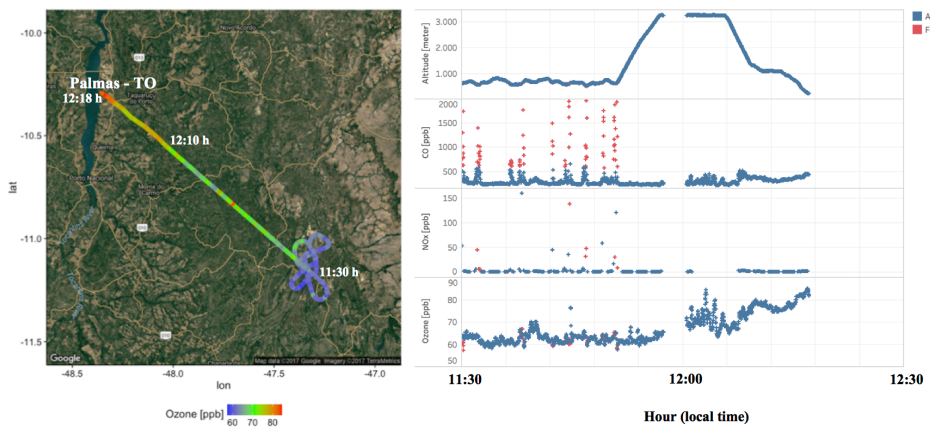 -10.0
-10.5
-11.0
-11.5
lat
Palmas - TO
12:18 h
12:10 h
11:30 h
Porto Nacional
Google
Map data ©2017 Google Imagery ©2017 TerraMetrics
-48.5
-48.0
-47.5
-47.0
lon
Ozone [ppb]
60
70
80
Altitude [meter]
3.000
2.000
1.000
CO [ppb]
2000
1500
1000
500
NOx [ppb]
150
100
50
0
Ozone [ppb]
90
80
70
60
50
11:30
12:00
12:30
Hour (local time)
A
F